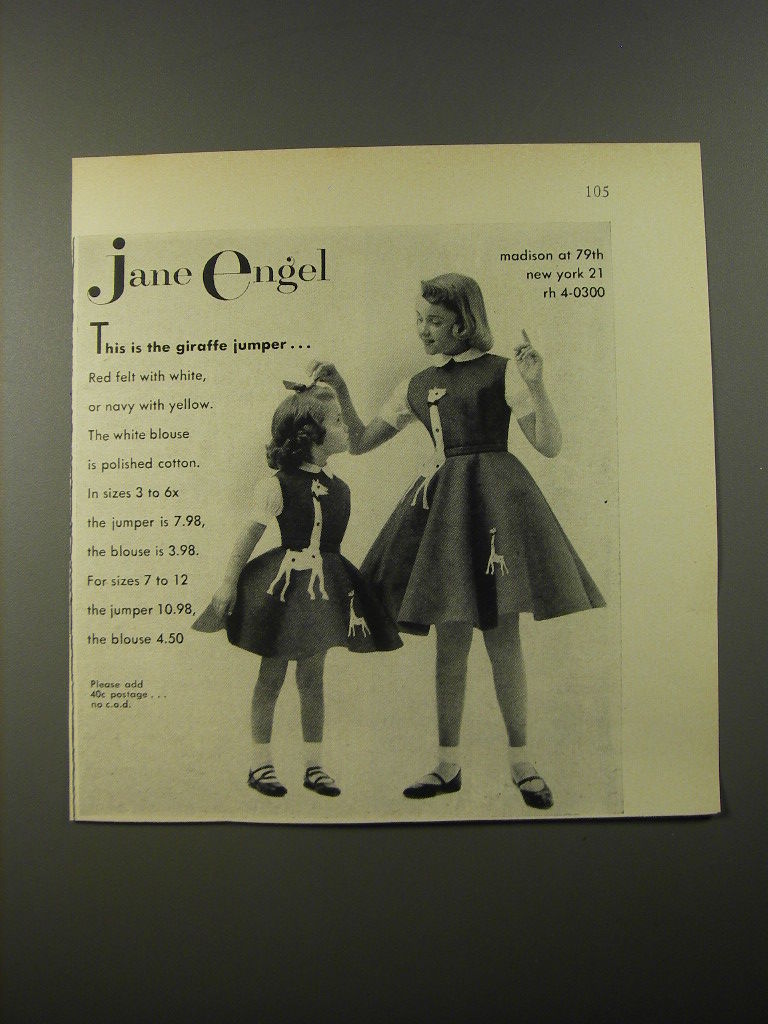 105
jane engel
madison at 79th
new york 21
rh 4-0300
This is the giraffe jumper...
Red felt with white,
or navy with yellow.
The white blouse
is polished cotton.
In sizes 3 to 6x
the jumper is 7.98,
the blouse is 3.98.
For sizes 7 to 12
the jumper 10.98,
the blouse 4.50
Please add
40c postage...
no c.o.d.